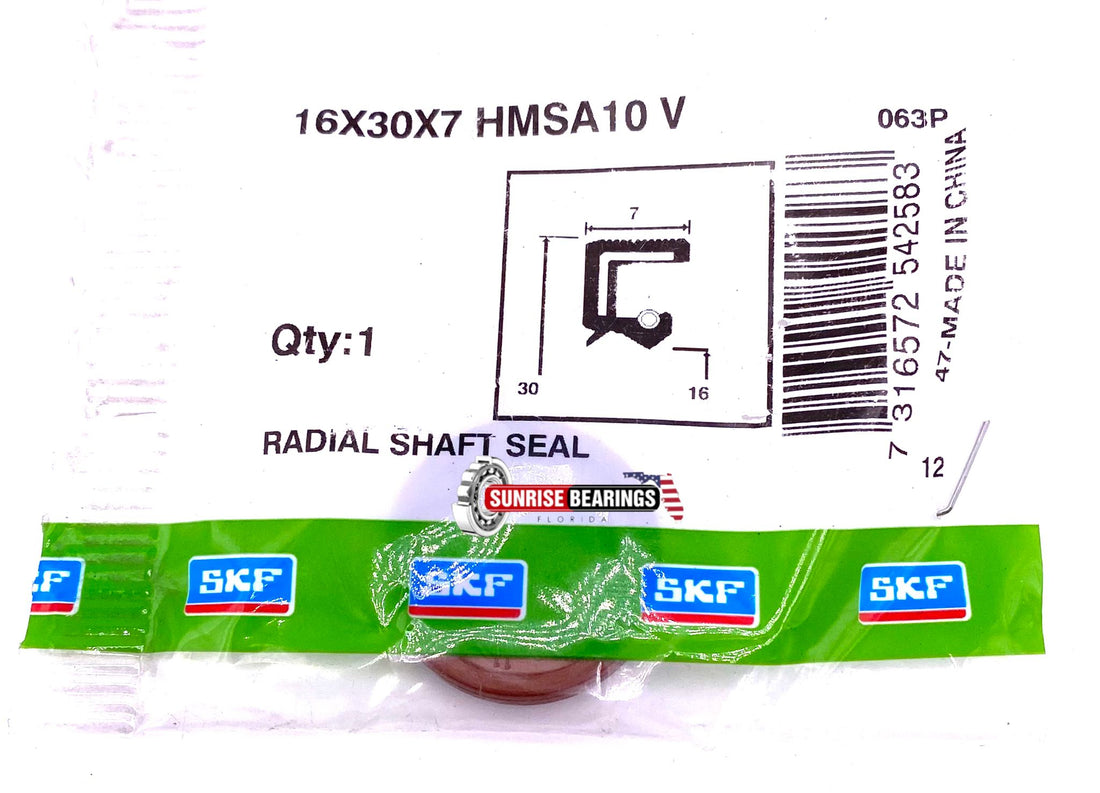 16X30X7 HMSA10 V
063P
7
30
16
Qty:1
7 316572 542583
47-MADE IN CHINA
12
RADIAL SHAFT SEAL
SUNRISE BEARINGS
FLORIDA
SKF
SKF
SKF
SKF
SKF